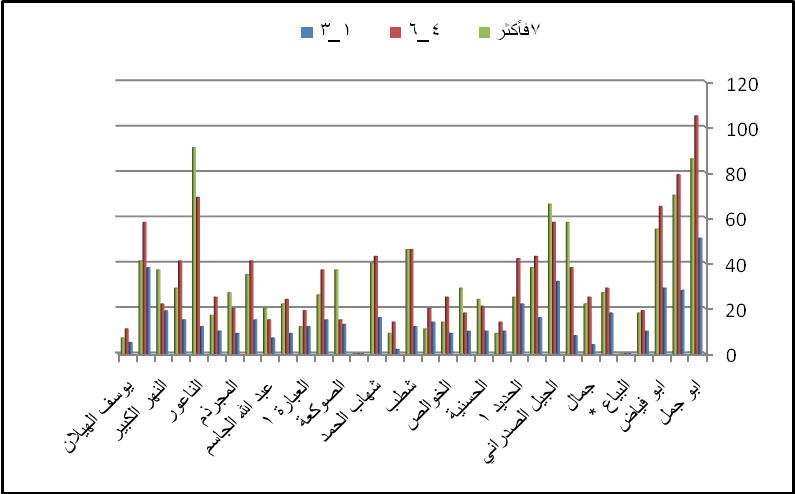 ١_٣ ٤_٦ ٧فأكثر
120
100
80
60
40
20
0
ابو جمل
ابو فياض
البياع *
جمال
الجيل الصدراني
الحديد ١
الحسنية
الخوالص
شطب
شهاب الحمد
الصوكعة
العبارة ١
عبد الله الجاسم
المجرذم
الناعور
النهر الكبير
يوسف الهيلان